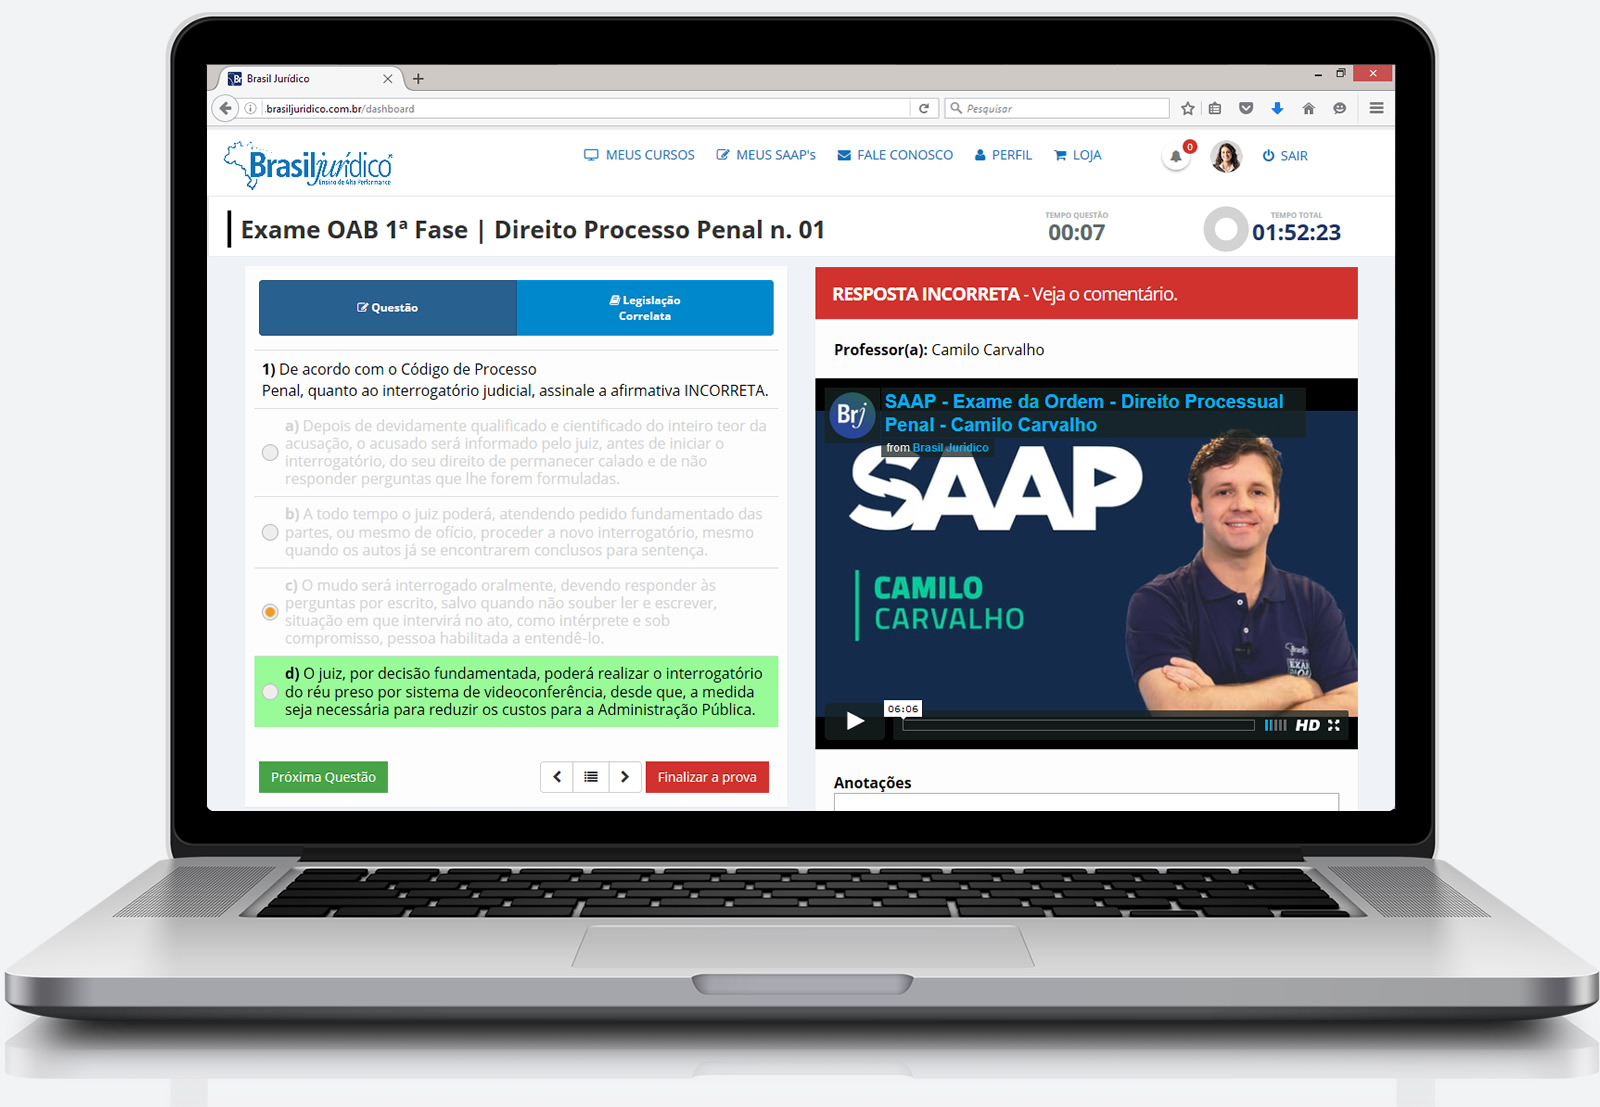 Brasil Jurídico
.brasiljuridico.com.br/dashboard
Pesquisar
Brasiljurídico
Ensino de Alta Performance
MEUS CURSOS
MEUS SAAP's
FALE CONOSCO
PERFIL
LOJA
0
SAIR
Exame OAB 1ª Fase | Direito Processo Penal n. 01
TEMPO QUESTÃO
00:07
TEMPO TOTAL
01:52:23
Questão
Legislação
Correlata
1) De acordo com o Código de Processo
Penal, quanto ao interrogatório judicial, assinale a afirmativa INCORRETA.
a) Depois de devidamente qualificado e cientificado do inteiro teor da
acusação, o acusado será informado pelo juiz, antes de iniciar o
interrogatório, do seu direito de permanecer calado e de não
responder perguntas que lhe forem formuladas.
b) A todo tempo o juiz poderá, atendendo pedido fundamentado das
partes, ou mesmo de ofício, proceder a novo interrogatório, mesmo
quando os autos já se encontrarem conclusos para sentença.
c) O mudo será interrogado oralmente, devendo responder às
perguntas por escrito, salvo quando não souber ler e escrever,
situação em que intervirá no ato, como intérprete e sob
compromisso, pessoa habilitada a entendê-lo.
d) O juiz, por decisão fundamentada, poderá realizar o interrogatório
do réu preso por sistema de videoconferência, desde que, a medida
seja necessária para reduzir os custos para a Administração Pública.
Próxima Questão
Finalizar a prova
RESPOSTA INCORRETA - Veja o comentário.
Professor(a): Camilo Carvalho
Brj
SAAP - Exame da Ordem - Direito Processual
Penal - Camilo Carvalho
from Brasil Jurídico
SAAP
CAMILO
CARVALHO
06:06
HD
Anotações